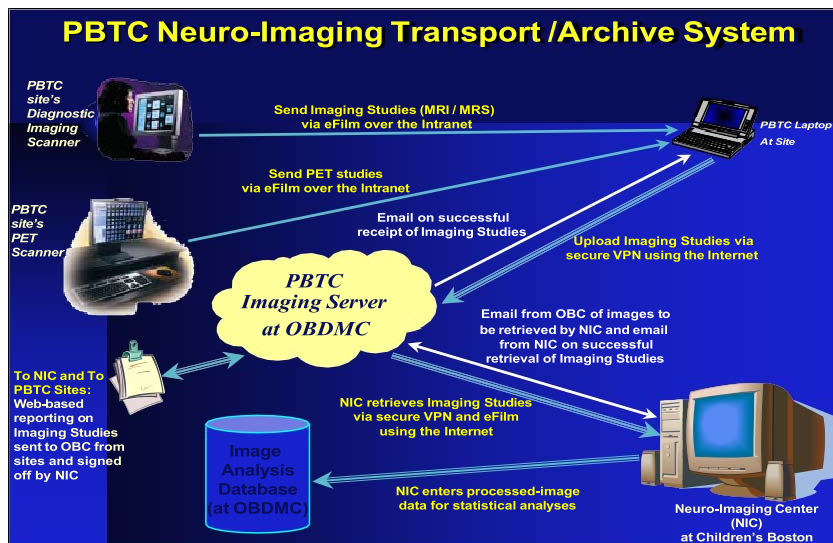 PBTC Neuro-Imaging Transport /Archive System
PBTC
site's
Diagnostic
Imaging
Scanner
Send Imaging Studies (MRI / MRS)
via eFilm over the Intranet
PBTC Laptop
At Site
Send PET studies
via eFilm over the Intranet
PBTC
site's
PET
Scanner
Email on successful
receipt of Imaging Studies
Upload Imaging Studies via
secure VPN using the Internet
PBTC
Imaging Server
at OBDMC
Email from OBC of images to
be retrieved by NIC and email
from NIC on successful
retrieval of Imaging Studies
To NIC and To
PBTC Sites:
Web-based
reporting on
Imaging Studies
sent to OBC from
sites and signed
off by NIC
NIC retrieves Imaging Studies
via secure VPN and eFilm
using the Internet
Image
Analysis
Database
(at OBDMC)
NIC enters processed-image
data for statistical analyses
Neuro-Imaging Center
(NIC)
at Children's Boston